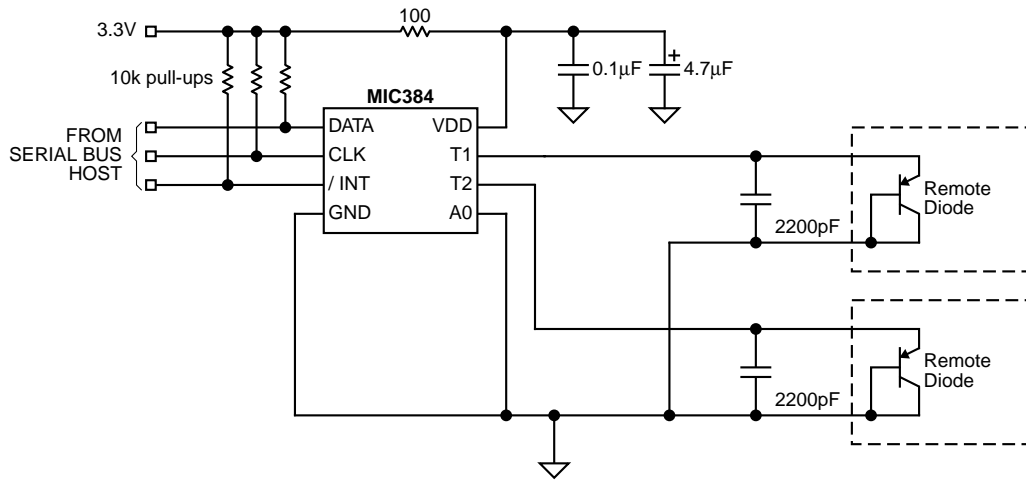 3.3V
100
10k pull-ups
0.1μF
+
4.7μF
MIC384
FROM
SERIAL BUS
HOST
DATA
CLK
/ INT
GND
VDD
T1
T2
A0
2200pF
Remote
Diode
2200pF
Remote
Diode